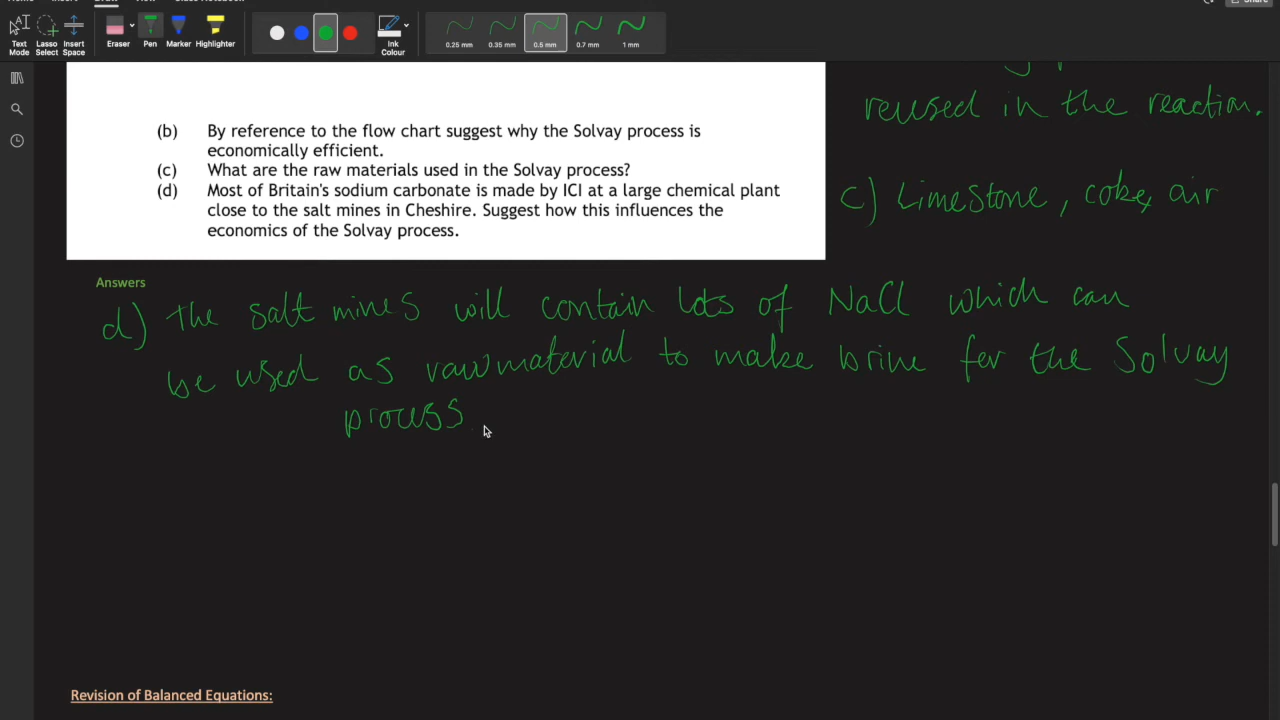 Text Mode
Lasso Select
Insert Space
Eraser
Pen
Marker
Highlighter
Ink Colour
0.25 mm
0.35 mm
0.5 mm
0.7 mm
1 mm
reused in the reaction.
(b) By reference to the flow chart suggest why the Solvay process is
economically efficient.
(c) What are the raw materials used in the Solvay process?
(d) Most of Britain's sodium carbonate is made by ICI at a large chemical plant
close to the salt mines in Cheshire. Suggest how this influences the
economics of the Solvay process.
c) Limestone, coke, air
Answers
d) The salt mines will contain lots of NaCl which can
be used as raw material to make brine for the Solvay
process.
Revision of Balanced Equations: